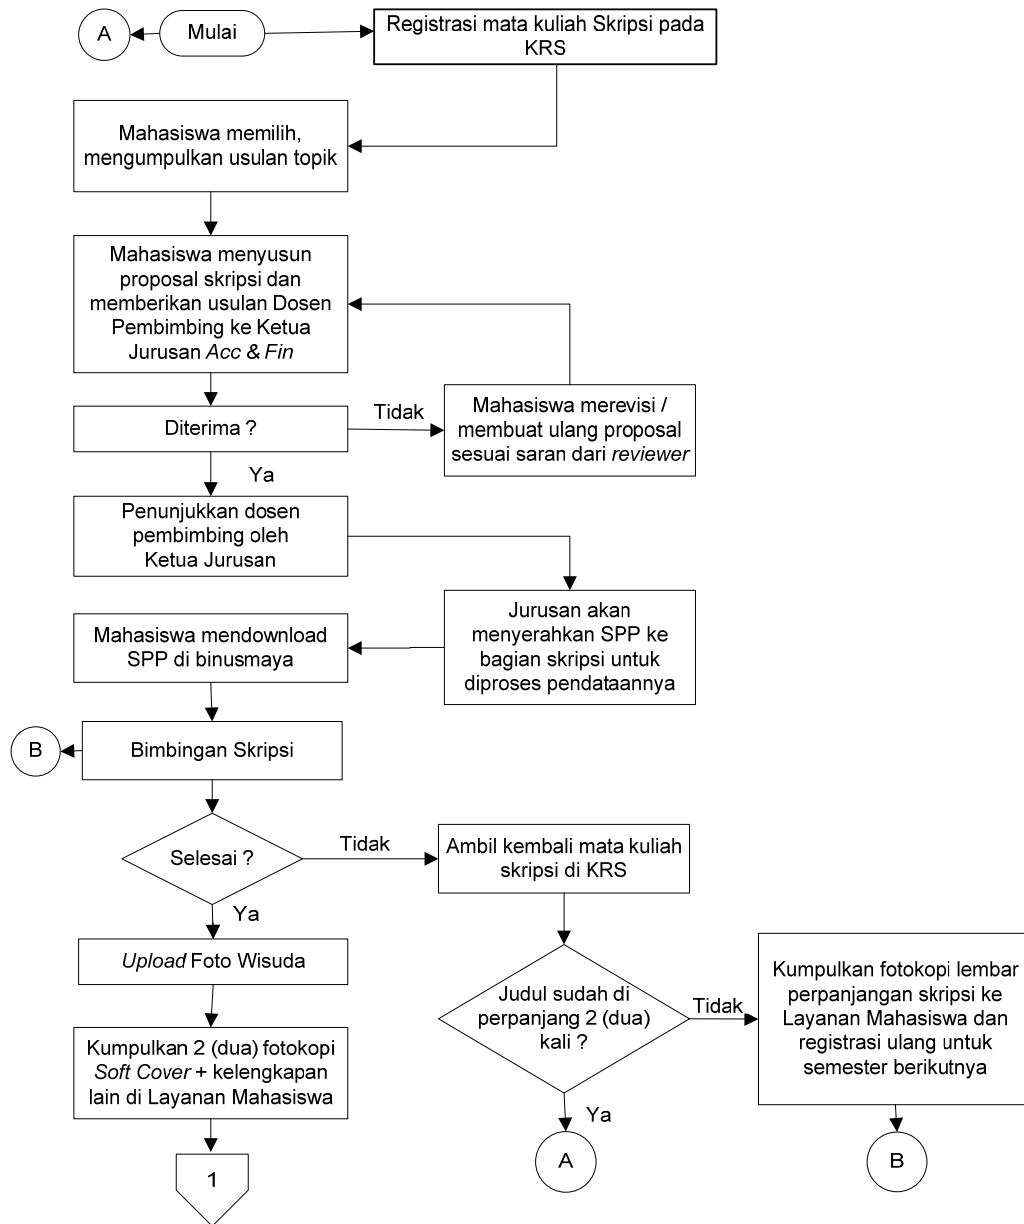 A
Mulai
Registrasi mata kuliah Skripsi pada
KRS
Mahasiswa memilih,
mengumpulkan usulan topik
Mahasiswa menyusun
proposal skripsi dan
memberikan usulan Dosen
Pembimbing ke Ketua
Jurusan Acc & Fin
Diterima ?
Tidak
Mahasiswa merevisi /
membuat ulang proposal
sesuai saran dari reviewer
Ya
Penunjukkan dosen
pembimbing oleh
Ketua Jurusan
Jurusan akan
menyerahkan SPP ke
bagian skripsi untuk
diproses pendataannya
Mahasiswa mendownload
SPP di binusmaya
B
Bimbingan Skripsi
Selesai ?
Tidak
Ambil kembali mata kuliah
skripsi di KRS
Ya
Upload Foto Wisuda
Judul sudah di
perpanjang 2 (dua)
kali ?
Tidak
Kumpulkan fotokopi lembar
perpanjangan skripsi ke
Layanan Mahasiswa dan
registrasi ulang untuk
semester berikutnya
Kumpulkan 2 (dua) fotokopi
Soft Cover + kelengkapan
lain di Layanan Mahasiswa
Ya
1
A
B